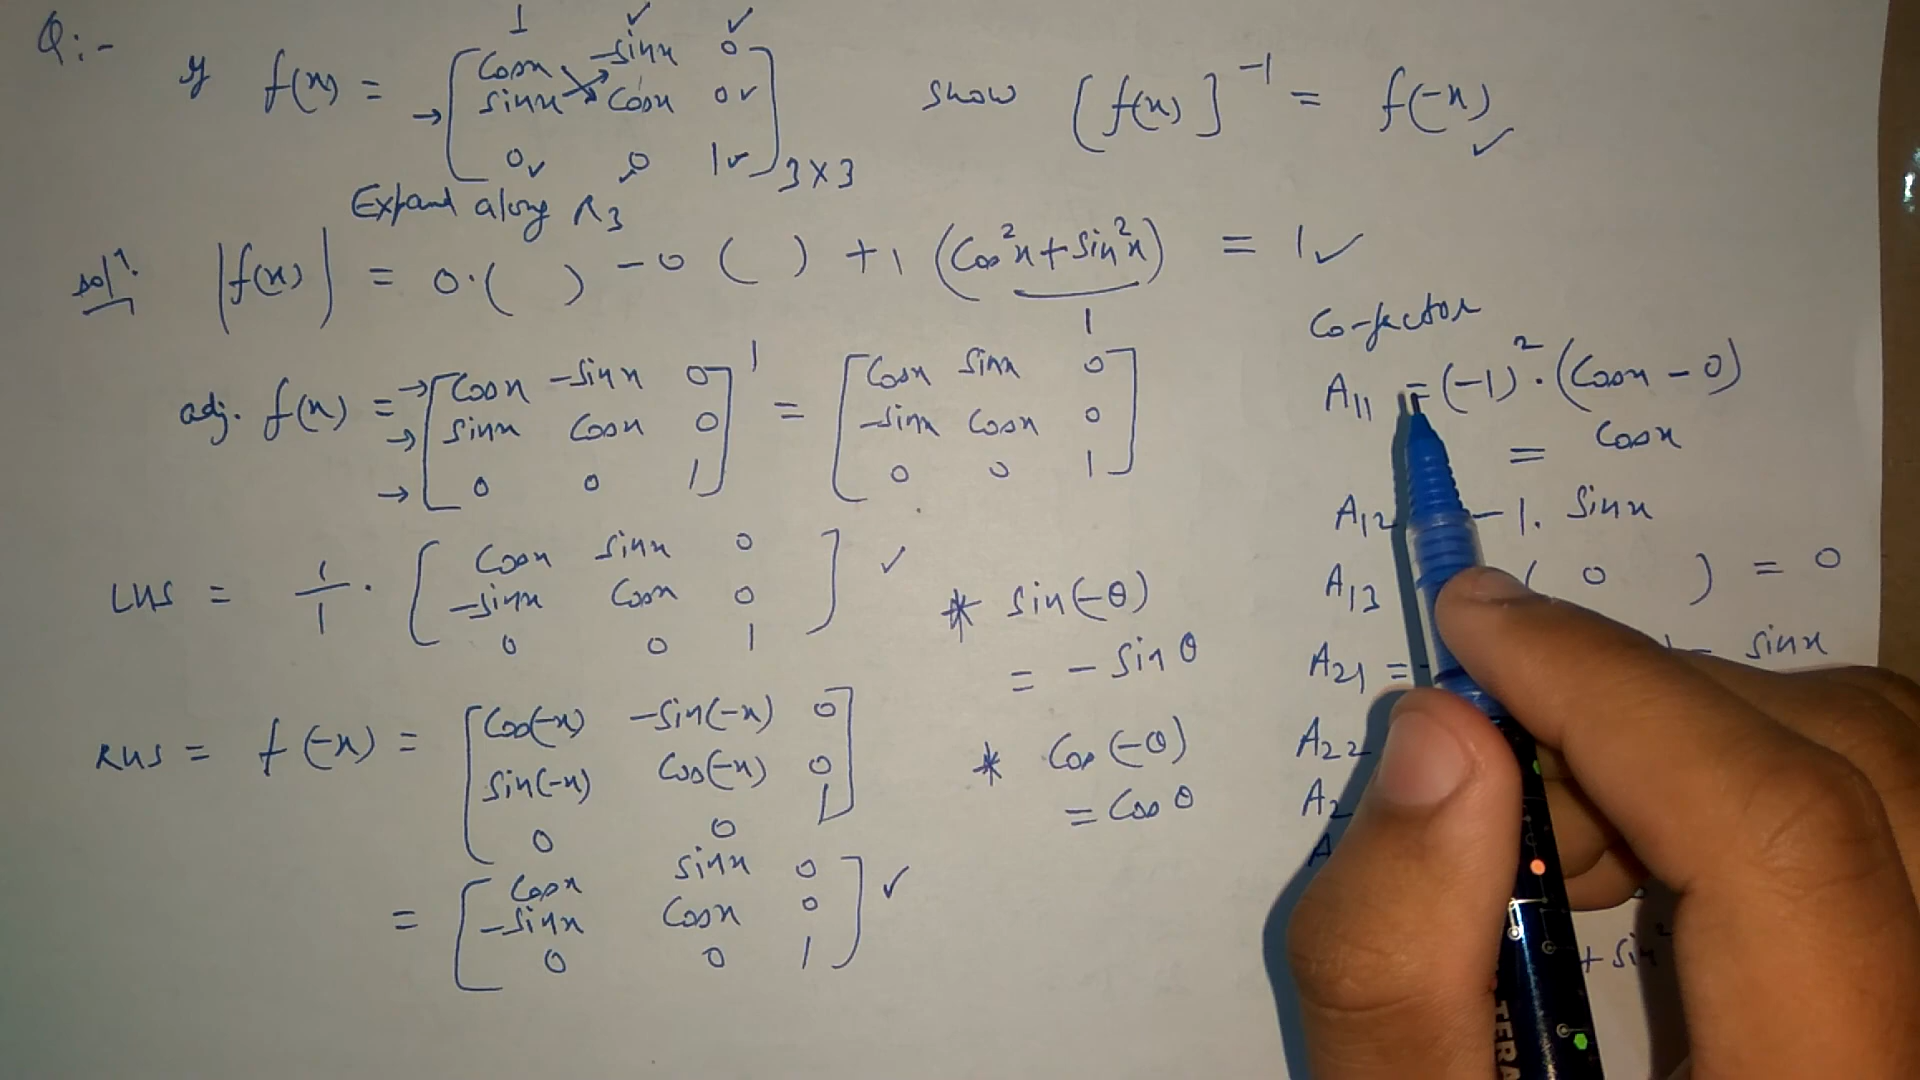 Q:-
If f(x) = [cosx -sinx 0
sinx cosx 0
0 0 1] 3×3
show [f(x)]⁻¹ = f(-x)
Expand along R3
solⁿ. |f(x)| = 0.( ) - 0 ( ) + 1 (cos²x + sin²x) = 1
1
adj. f(x) = [cosx -sinx 0
sinx cosx 0
0 0 1]' = [cosx sinx 0
-sinx cosx 0
0 0 1]
LHS = 1/1 . [cosx sinx 0
-sinx cosx 0
0 0 1]
RHS = f(-x) = [cos(-x) -sin(-x) 0
sin(-x) cos(-x) 0
0 0 1]
= [cosx sinx 0
-sinx cosx 0
0 0 1]
* sin(-θ)
= - sinθ
* cos(-θ)
= cosθ
Co-factor
A11 = (-1)² . (cosx - 0)
= cosx
A12 -1. sinx
A13 ( 0 ) = 0
A21 = sinx
A22
A2
A
+ sin²
TERA